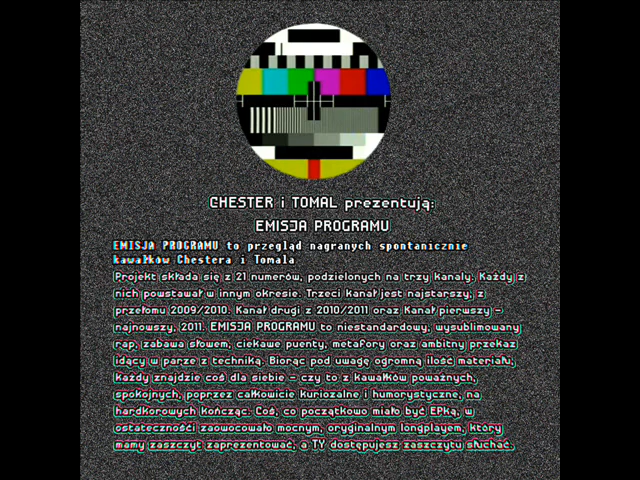 CHESTER i TOMAL prezentują:
EMISJA PROGRAMU
EMISJA PROGRAMU to przegląd nagranych spontanicznie
kawałków Chestera i Tomala
Projekt składa się z 21 numerów, podzielonych na trzy kanały. Każdy z
nich powstawał w innym okresie. Trzeci kanał jest najstarszy, z
przełomu 2009/2010. Kanał drugi z 2010/2011 oraz Kanał pierwszy -
najnowszy, 2011. EMISJA PROGRAMU to niestandardowy, wysublimowany
rap, zabawa słowem, ciekawe puenty, metafory oraz ambitny przekaz
idący w parze z techniką. Biorąc pod uwagę ogromną ilość materiału,
każdy znajdzie coś dla siebie - czy to z kawałków poważnych,
spokojnych, poprzez całkowicie kuriozalne i humorystyczne, na
hardkorowych kończąc. Coś, co początkowo miało być EPką, w
ostateczności zaowocowało mocnym, oryginalnym longplayem, który
mamy zaszczyt zaprezentować, a TY dostępujesz zaszczytu słuchać.